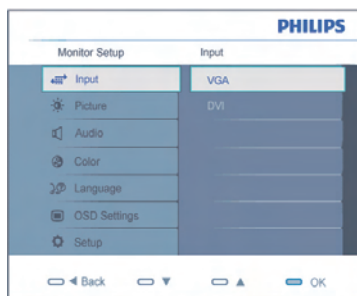 PHILIPS
Monitor Setup Input
Input VGA
Picture DVI
Audio
Color
Language
OSD Settings
Setup
Back OK